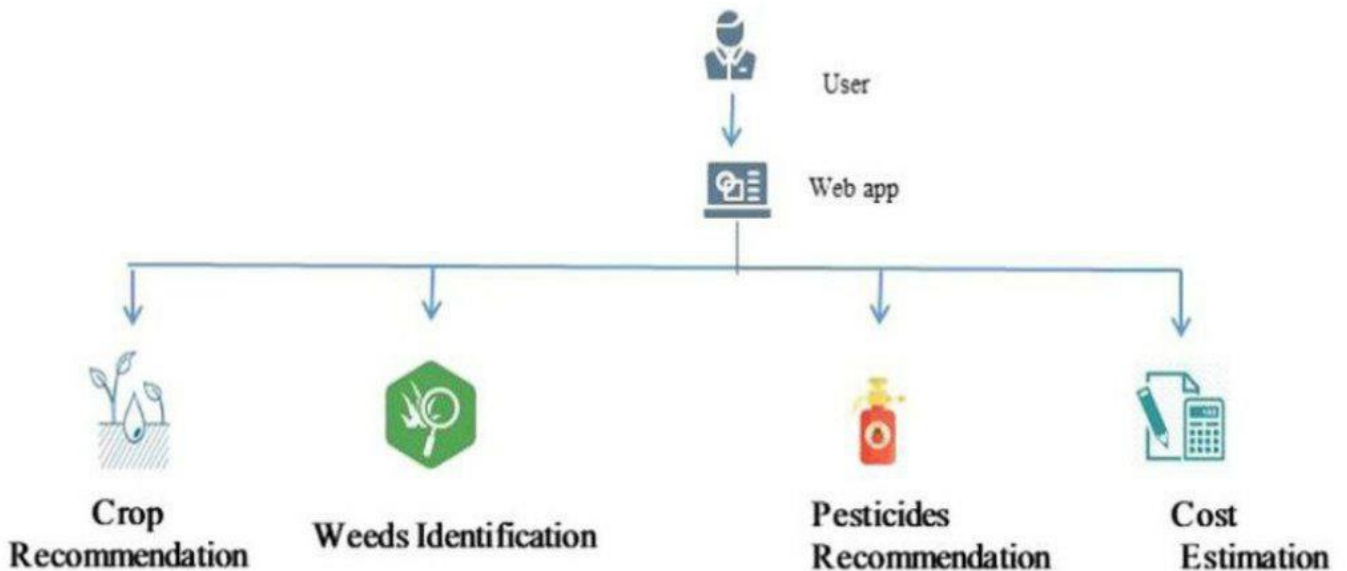 User
Web app
Crop
Recommendation
Weeds Identification
Pesticides
Recommendation
Cost
Estimation